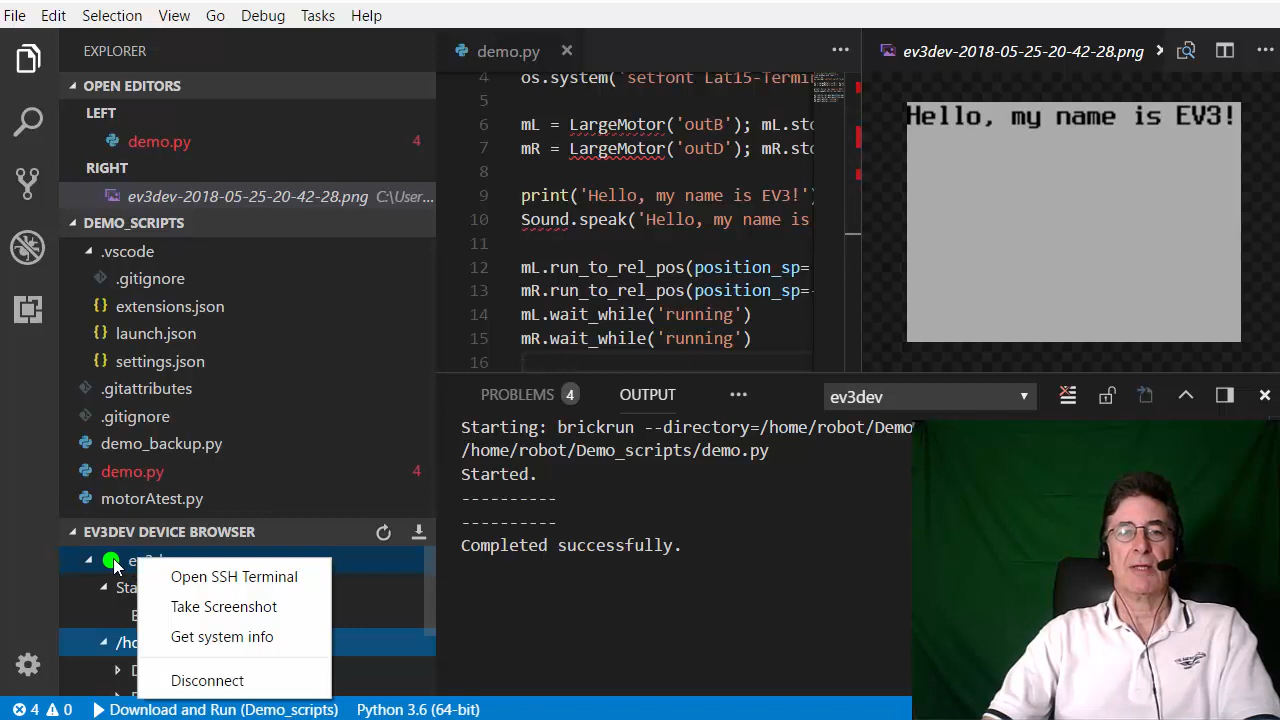 File Edit Selection View Go Debug Tasks Help
EXPLORER
OPEN EDITORS
LEFT
demo.py 4
RIGHT
ev3dev-2018-05-25-20-42-28.png C:\User...
DEMO_SCRIPTS
.vscode
.gitignore
{} extensions.json
{} launch.json
{} settings.json
.gitattributes
.gitignore
demo_backup.py
demo.py 4
motorAtest.py
EV3DEV DEVICE BROWSER
Open SSH Terminal
Take Screenshot
Get system info
Disconnect
demo.py
4 os.system('setfont Lat15-Termi
5
6 mL = LargeMotor('outB'); mL.sto
7 mR = LargeMotor('outD'); mR.sto
8
9 print('Hello, my name is EV3!')
10 Sound.speak('Hello, my name is
11
12 mL.run_to_rel_pos(position_sp=
13 mR.run_to_rel_pos(position_sp=-
14 mL.wait_while('running')
15 mR.wait_while('running')
16
ev3dev-2018-05-25-20-42-28.png
Hello, my name is EV3!
PROBLEMS 4 OUTPUT ... ev3dev
Starting: brickrun --directory=/home/robot/Demo
/home/robot/Demo_scripts/demo.py
Started.
----------
----------
Completed successfully.
4 0 Download and Run (Demo_scripts) Python 3.6 (64-bit)